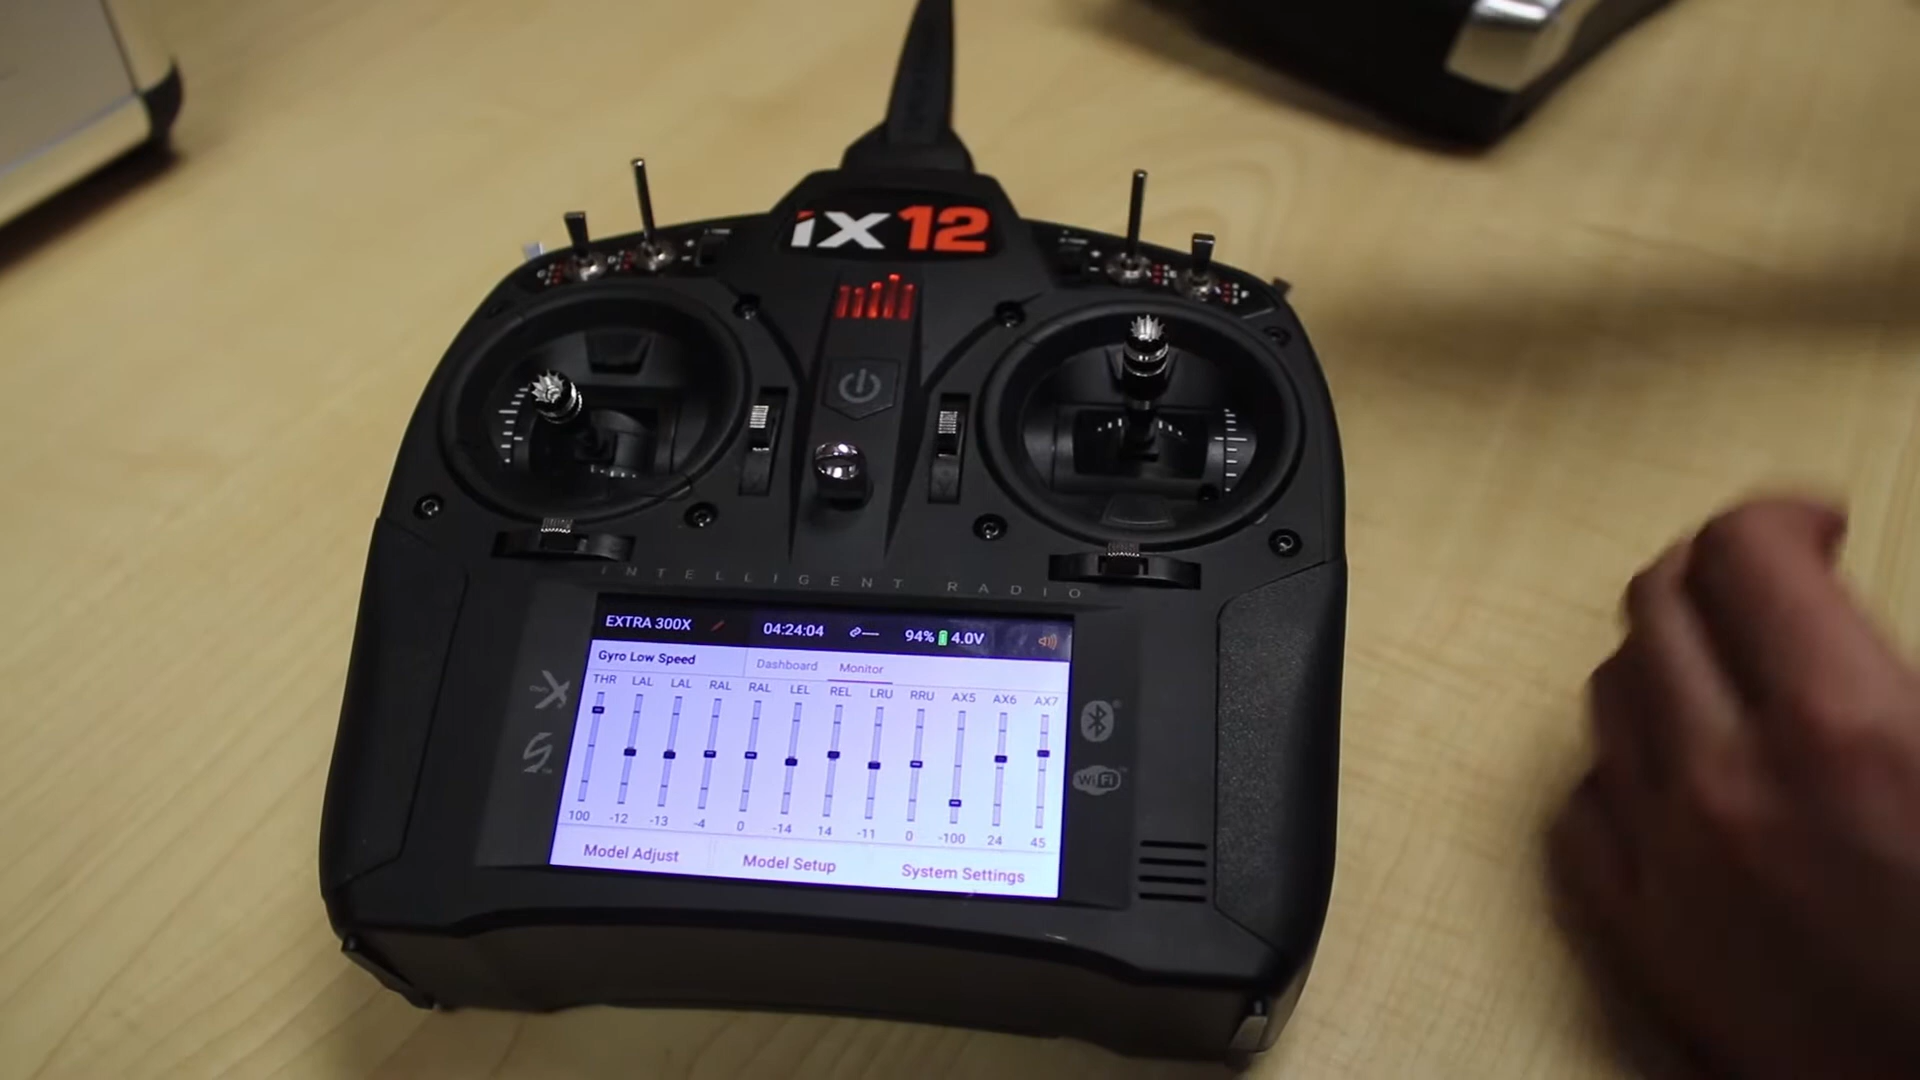 iX12
INTELLIGENT RADIO
EXTRA 300X 04:24:04 94% 4.0V
Gyro Low Speed Dashboard Monitor
THR LAL LAL RAL RAL LEL REL LRU RRU AX5 AX6 AX7
100 -12 -13 -4 0 -14 14 -11 0 -100 24 45
Model Adjust Model Setup System Settings
WiFi